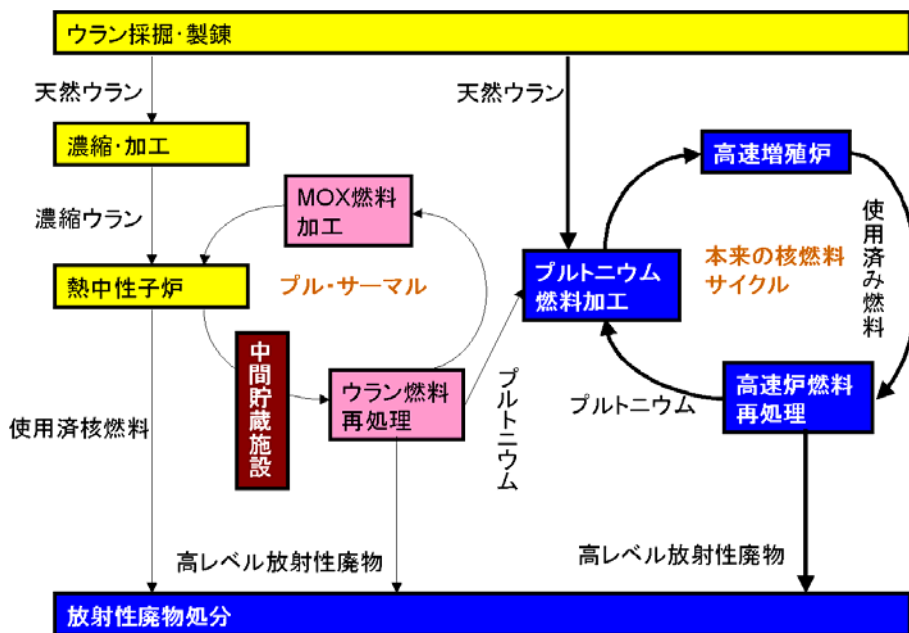 ウラン採掘・製錬
天然ウラン
天然ウラン
濃縮・加工
高速増殖炉
MOX燃料
加工
濃縮ウラン
使用済み燃料
熱中性子炉
プル・サーマル
プルトニウム
燃料加工
本来の核燃料
サイクル
中間貯蔵施設
ウラン燃料
再処理
プルトニウム
プルトニウム
高速炉燃料
再処理
使用済核燃料
高レベル放射性廃物
高レベル放射性廃物
放射性廃物処分